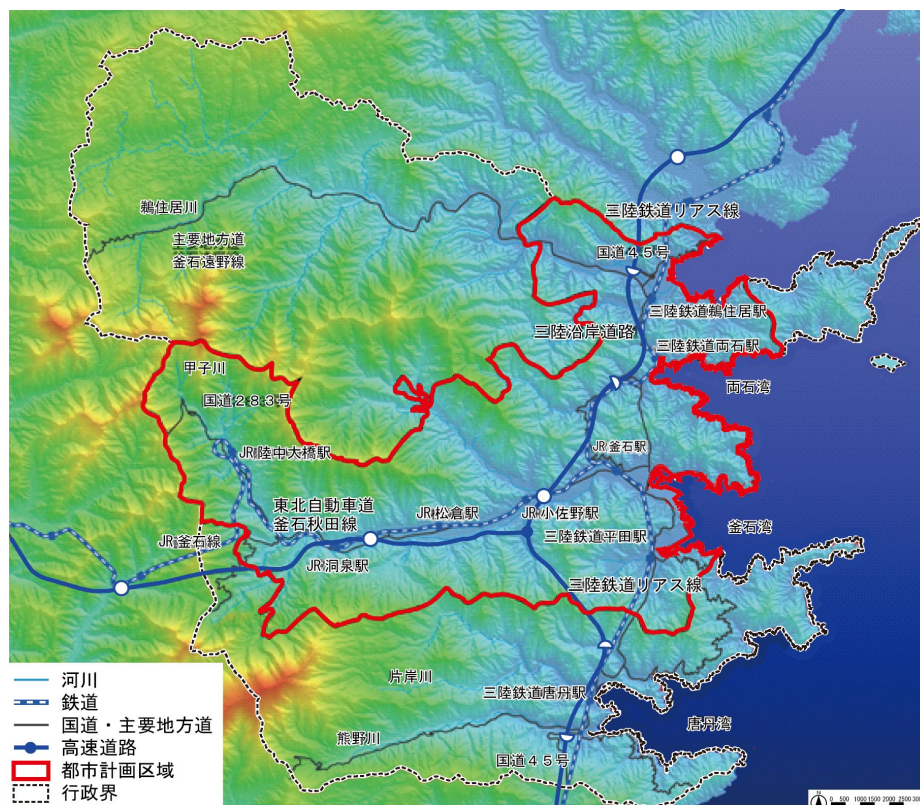 三陸鉄道リアス線
鵜住居川
主要地方道
釜石遠野線
国道45号
三陸鉄道鵜住居駅
三陸沿岸道路
三陸鉄道両石駅
甲子川
両石湾
国道283号
JR釜石駅
JR陸中大橋駅
東北自動車道
釜石秋田線
JR松倉駅
JR小佐野駅
釜石湾
三陸鉄道平田駅
JR釜石線
JR洞泉駅
三陸鉄道リアス線
片岸川
三陸鉄道唐丹駅
唐丹湾
熊野川
国道45号
河川
鉄道
国道・主要地方道
高速道路
都市計画区域
行政界
N
0 500 1000 1500 2000 2500